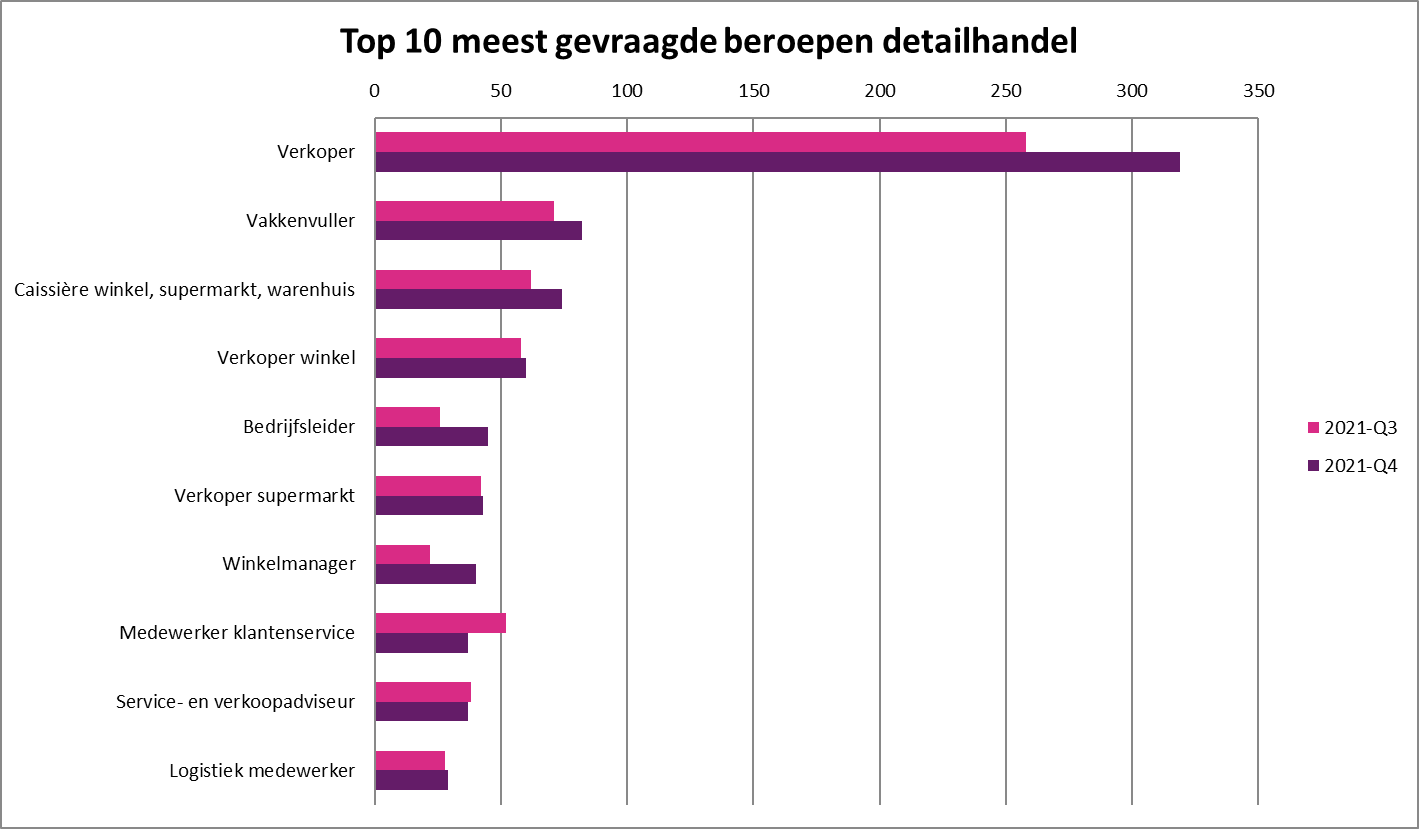 Top 10 meest gevraagde beroepen detailhandel
0 50 100 150 200 250 300 350
Verkoper
Vakkenvuller
Caissière winkel, supermarkt, warenhuis
Verkoper winkel
Bedrijfsleider
Verkoper supermarkt
Winkelmanager
Medewerker klantenservice
Service- en verkoopadviseur
Logistiek medewerker
2021-Q3
2021-Q4